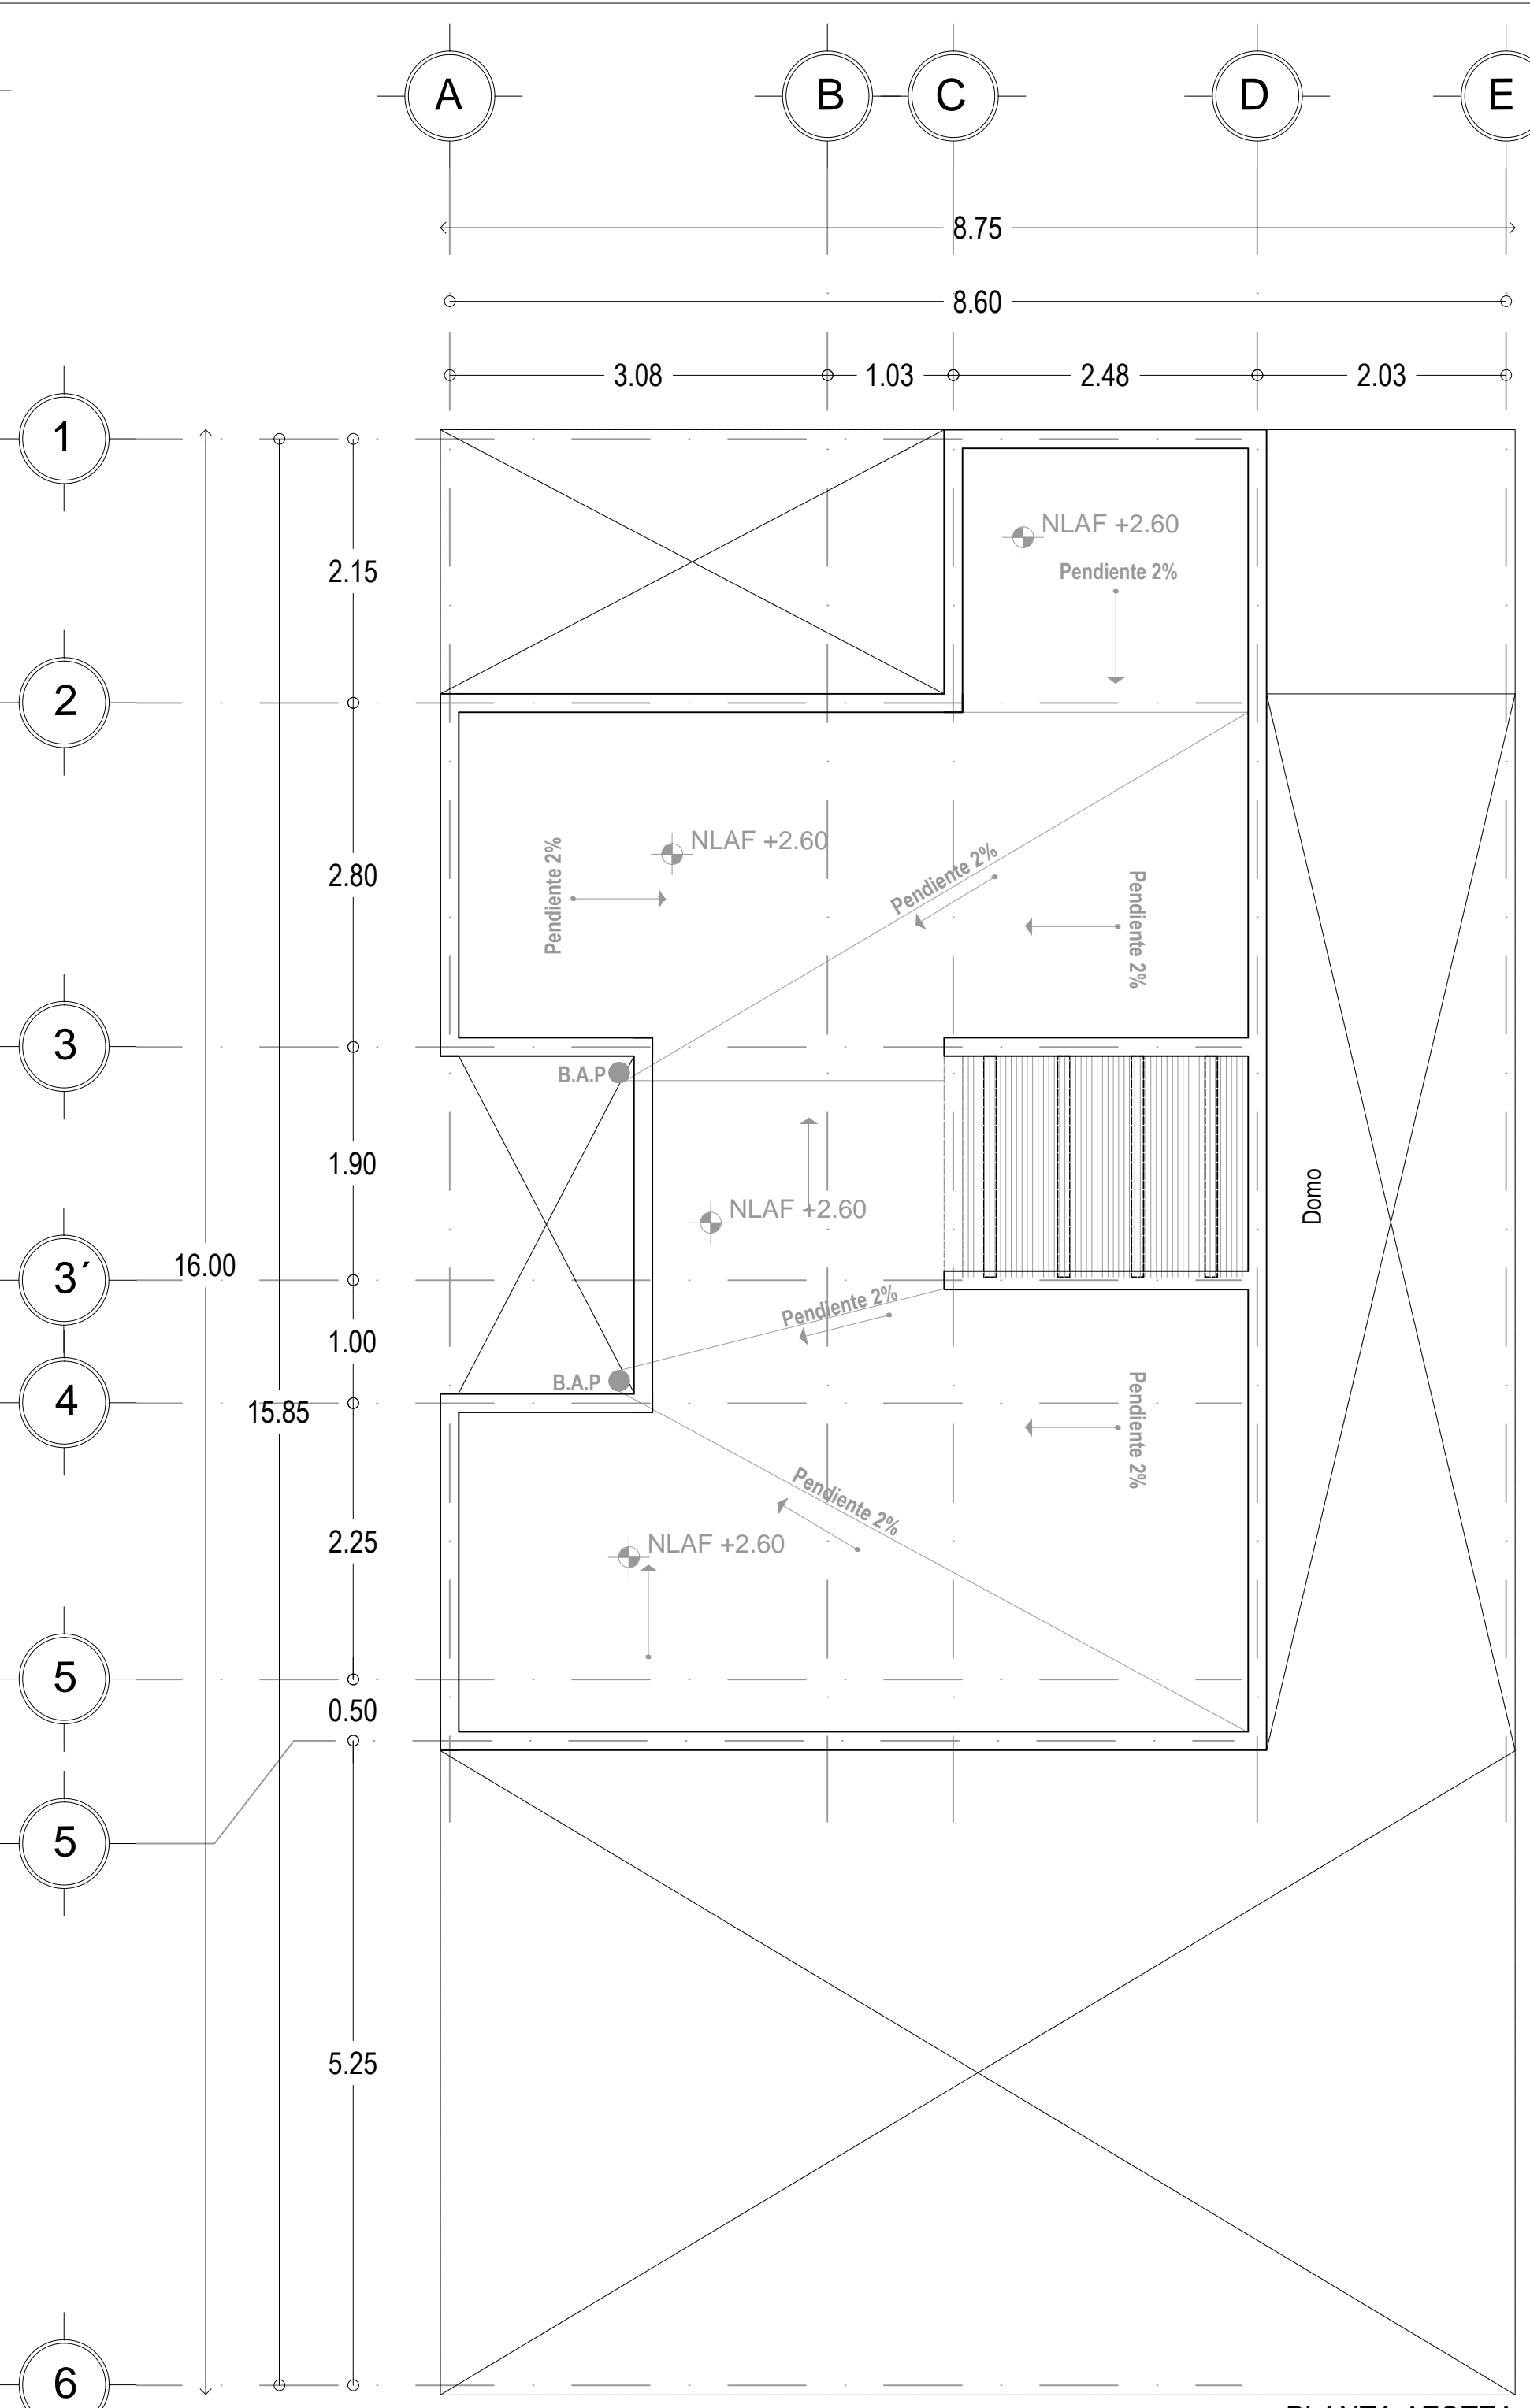 A B C D E
8.75
8.60
3.08 1.03 2.48 2.03
1
NLAF +2.60
Pendiente 2%
2.15
2
NLAF +2.60
Pendiente 2%
Pendiente 2%
Pendiente 2%
2.80
3
B.A.P
1.90
NLAF +2.60
Domo
16.00
3´
Pendiente 2%
1.00
B.A.P
4
15.85
Pendiente 2%
Pendiente 2%
2.25
NLAF +2.60
5
0.50
5
5.25
6